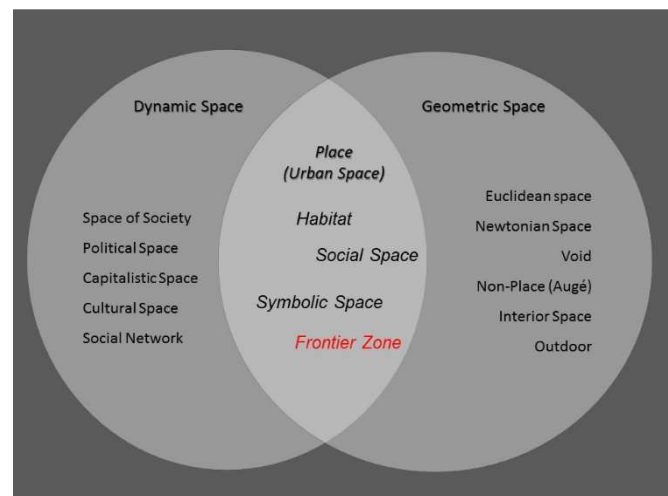 Dynamic Space
Space of Society
Political Space
Capitalistic Space
Cultural Space
Social Network
Place
(Urban Space)
Habitat
Social Space
Symbolic Space
Frontier Zone
Geometric Space
Euclidean space
Newtonian Space
Void
Non-Place (Augé)
Interior Space
Outdoor